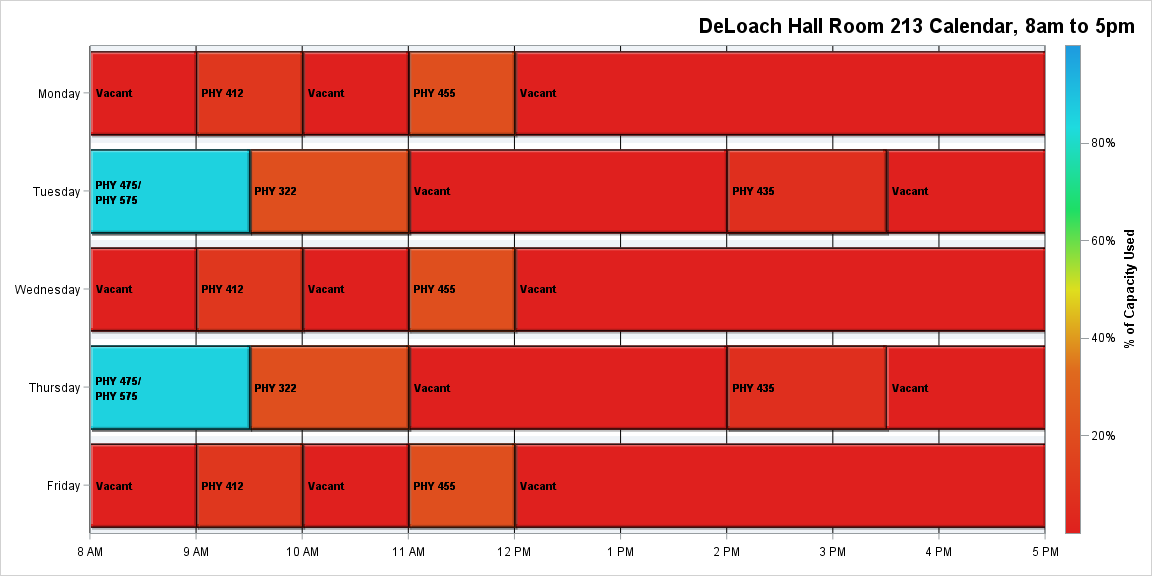 DeLoach Hall Room 213 Calendar, 8am to 5pm
Monday
Vacant
PHY 412
Vacant
PHY 455
Vacant
Tuesday
PHY 475/
PHY 575
PHY 322
Vacant
PHY 435
Vacant
Wednesday
Vacant
PHY 412
Vacant
PHY 455
Vacant
Thursday
PHY 475/
PHY 575
PHY 322
Vacant
PHY 435
Vacant
Friday
Vacant
PHY 412
Vacant
PHY 455
Vacant
8 AM
9 AM
10 AM
11 AM
12 PM
1 PM
2 PM
3 PM
4 PM
5 PM
80%
60%
40%
20%
% of Capacity Used